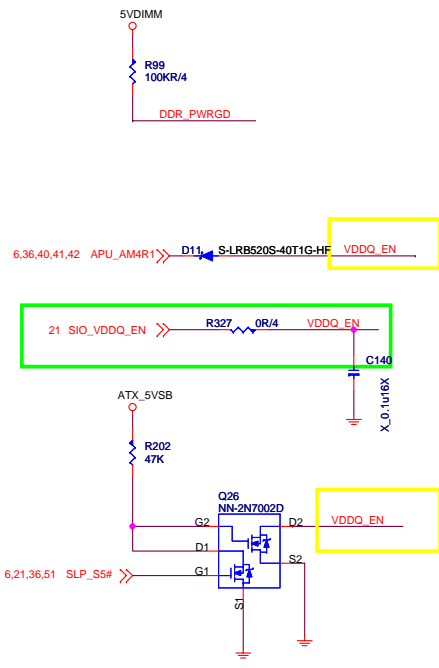 5VDIMM
R99
100KR/4
DDR_PWRGD
6,36,40,41,42 APU_AM4R1 D11 S-LRB520S-40T1G-HF VDDQ_EN
21 SIO_VDDQ_EN R327 0R/4 VDDQ_EN
C140
X_0.1u16X
ATX_5VSB
R202
47K
Q26
NN-2N7002D
G2 D2 VDDQ_EN
D1 S2
6,21,36,51 SLP_S5# G1
S1